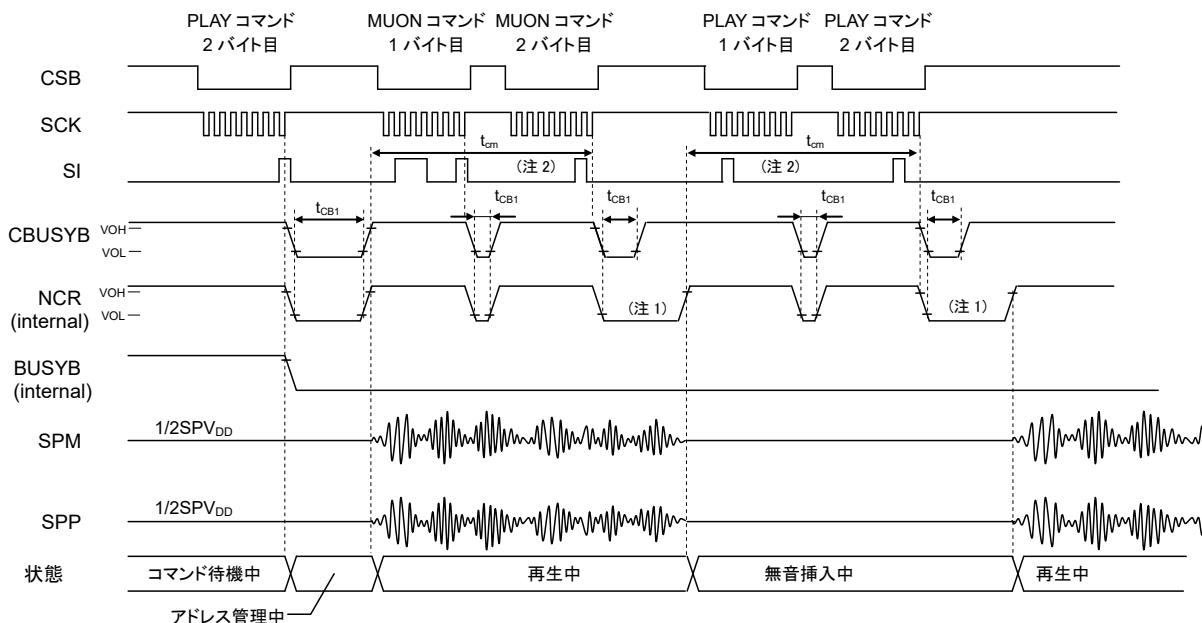 PLAY コマンド
2 バイト目
MUON コマンド
1 バイト目
MUON コマンド
2 バイト目
PLAY コマンド
1 バイト目
PLAY コマンド
2 バイト目
CSB
SCK
tcm
tcm
SI
(注 2)
(注 2)
tCB1
tCB1
tCB1
tCB1
tCB1
CBUSYB
VOH
VOL
NCR
(internal)
VOH
VOL
(注 1)
(注 1)
BUSYB
(internal)
SPM
1/2SPVDD
SPP
1/2SPVDD
状態
コマンド待機中
再生中
無音挿入中
再生中
アドレス管理中